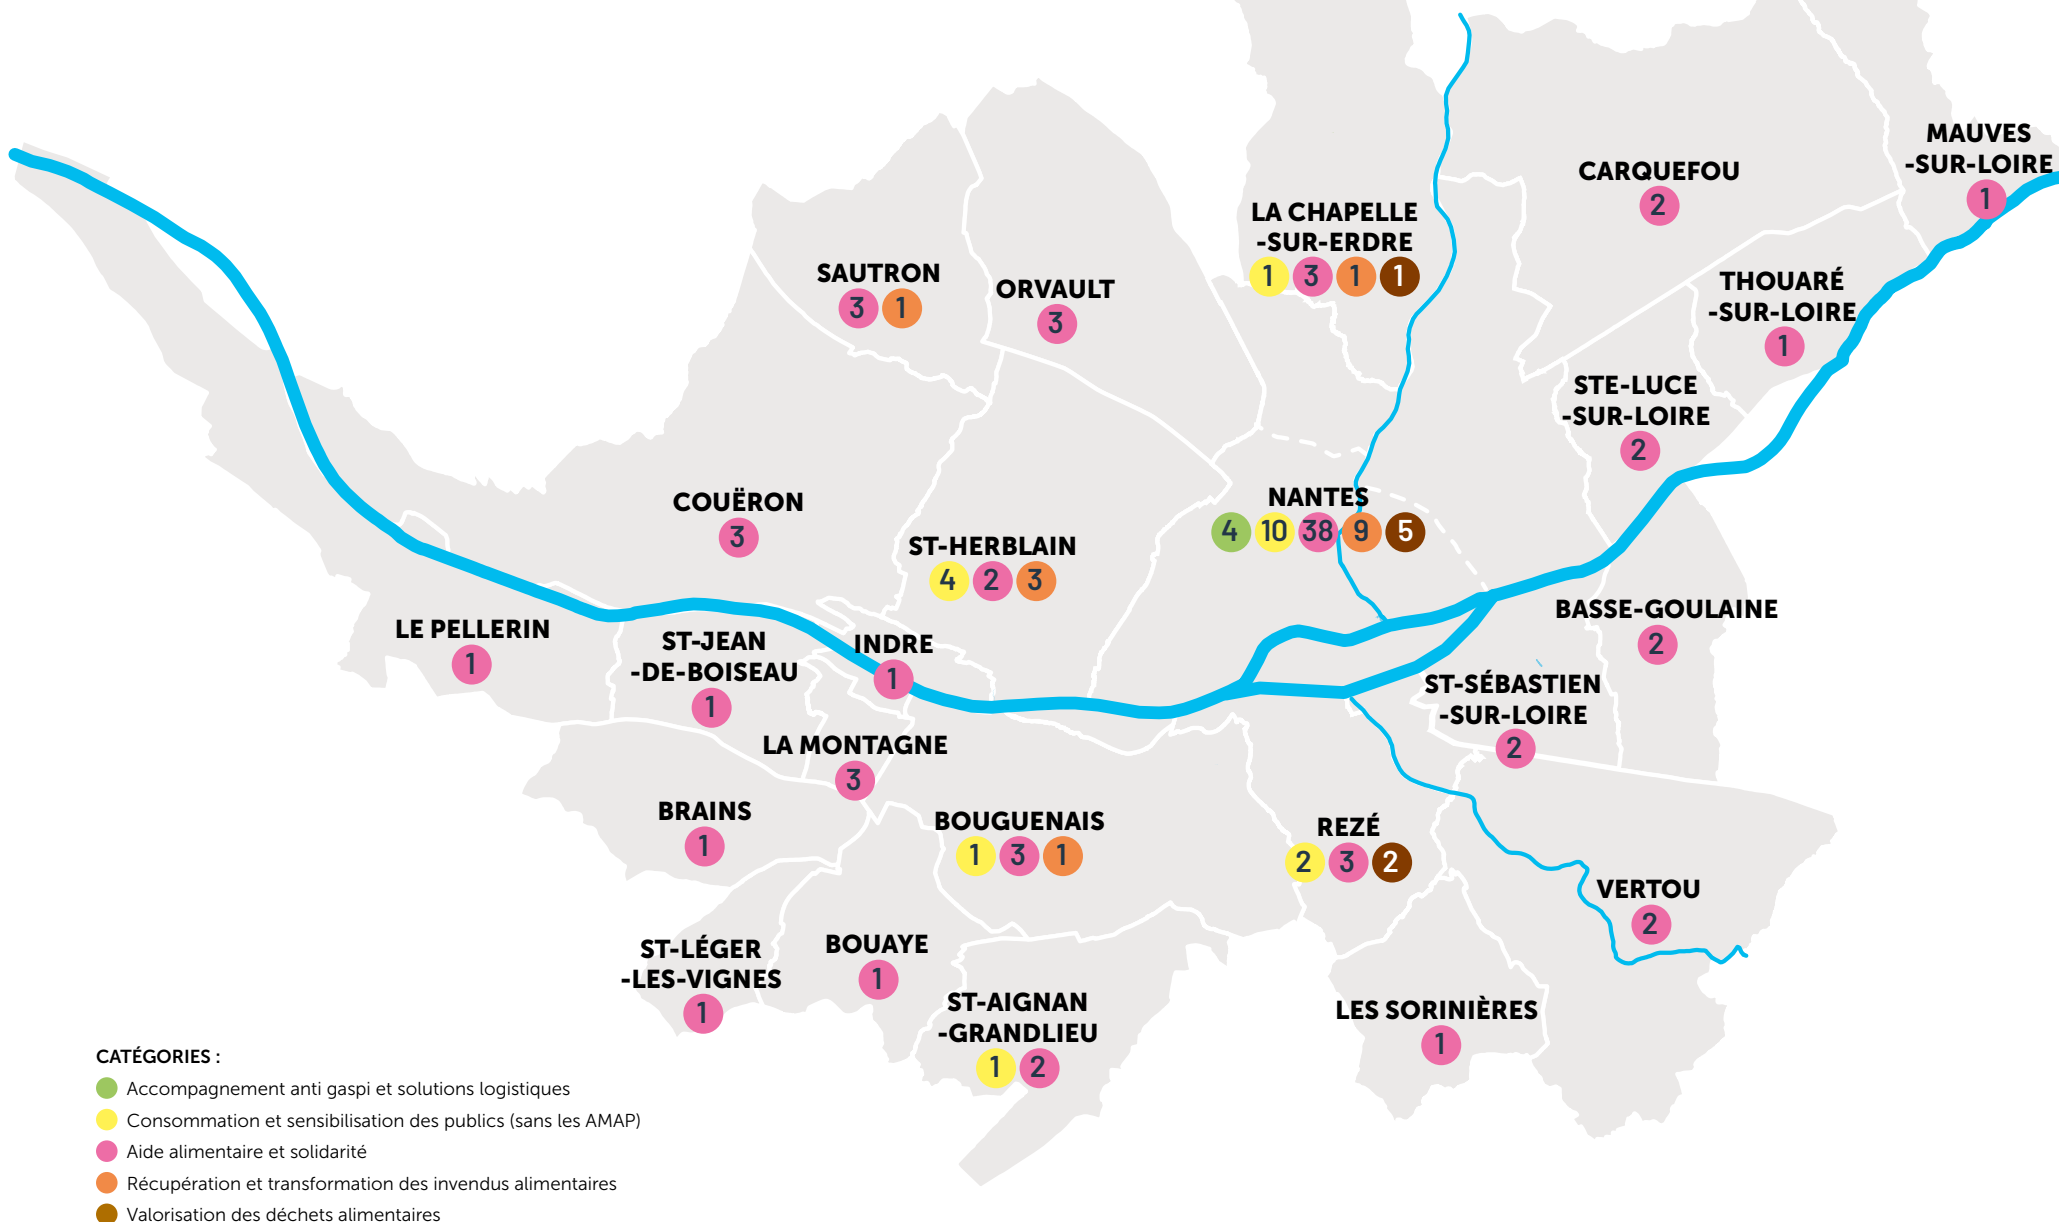 MAUVES
-SUR-LOIRE
1
CARQUEFOU
2
LA CHAPELLE
-SUR-ERDRE
1 3 1 1
SAUTRON
3 1
ORVAULT
3
THOUARÉ
-SUR-LOIRE
1
STE-LUCE
-SUR-LOIRE
2
COUËRON
3
NANTES
4 10 38 9 5
ST-HERBLAIN
4 2 3
BASSE-GOULAINE
2
LE PELLERIN
1
ST-JEAN
-DE-BOISEAU
1
INDRE
1
ST-SÉBASTIEN
-SUR-LOIRE
2
LA MONTAGNE
3
BRAINS
1
BOUGUENAIS
1 3 1
REZÉ
2 3 2
VERTOU
2
ST-LÉGER
-LES-VIGNES
1
BOUAYE
1
ST-AIGNAN
-GRANDLIEU
1 2
LES SORINIÈRES
1
CATÉGORIES :
Accompagnement anti gaspi et solutions logistiques
Consommation et sensibilisation des publics (sans les AMAP)
Aide alimentaire et solidarité
Récupération et transformation des invendus alimentaires
Valorisation des déchets alimentaires